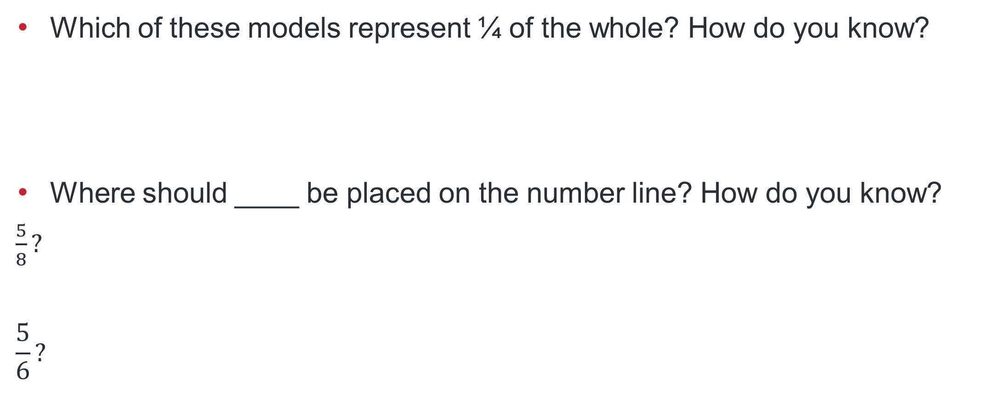 • Which of these models represent ¼ of the whole? How do you know?
• Where should _____ be placed on the number line? How do you know?
5/8?
5/6?